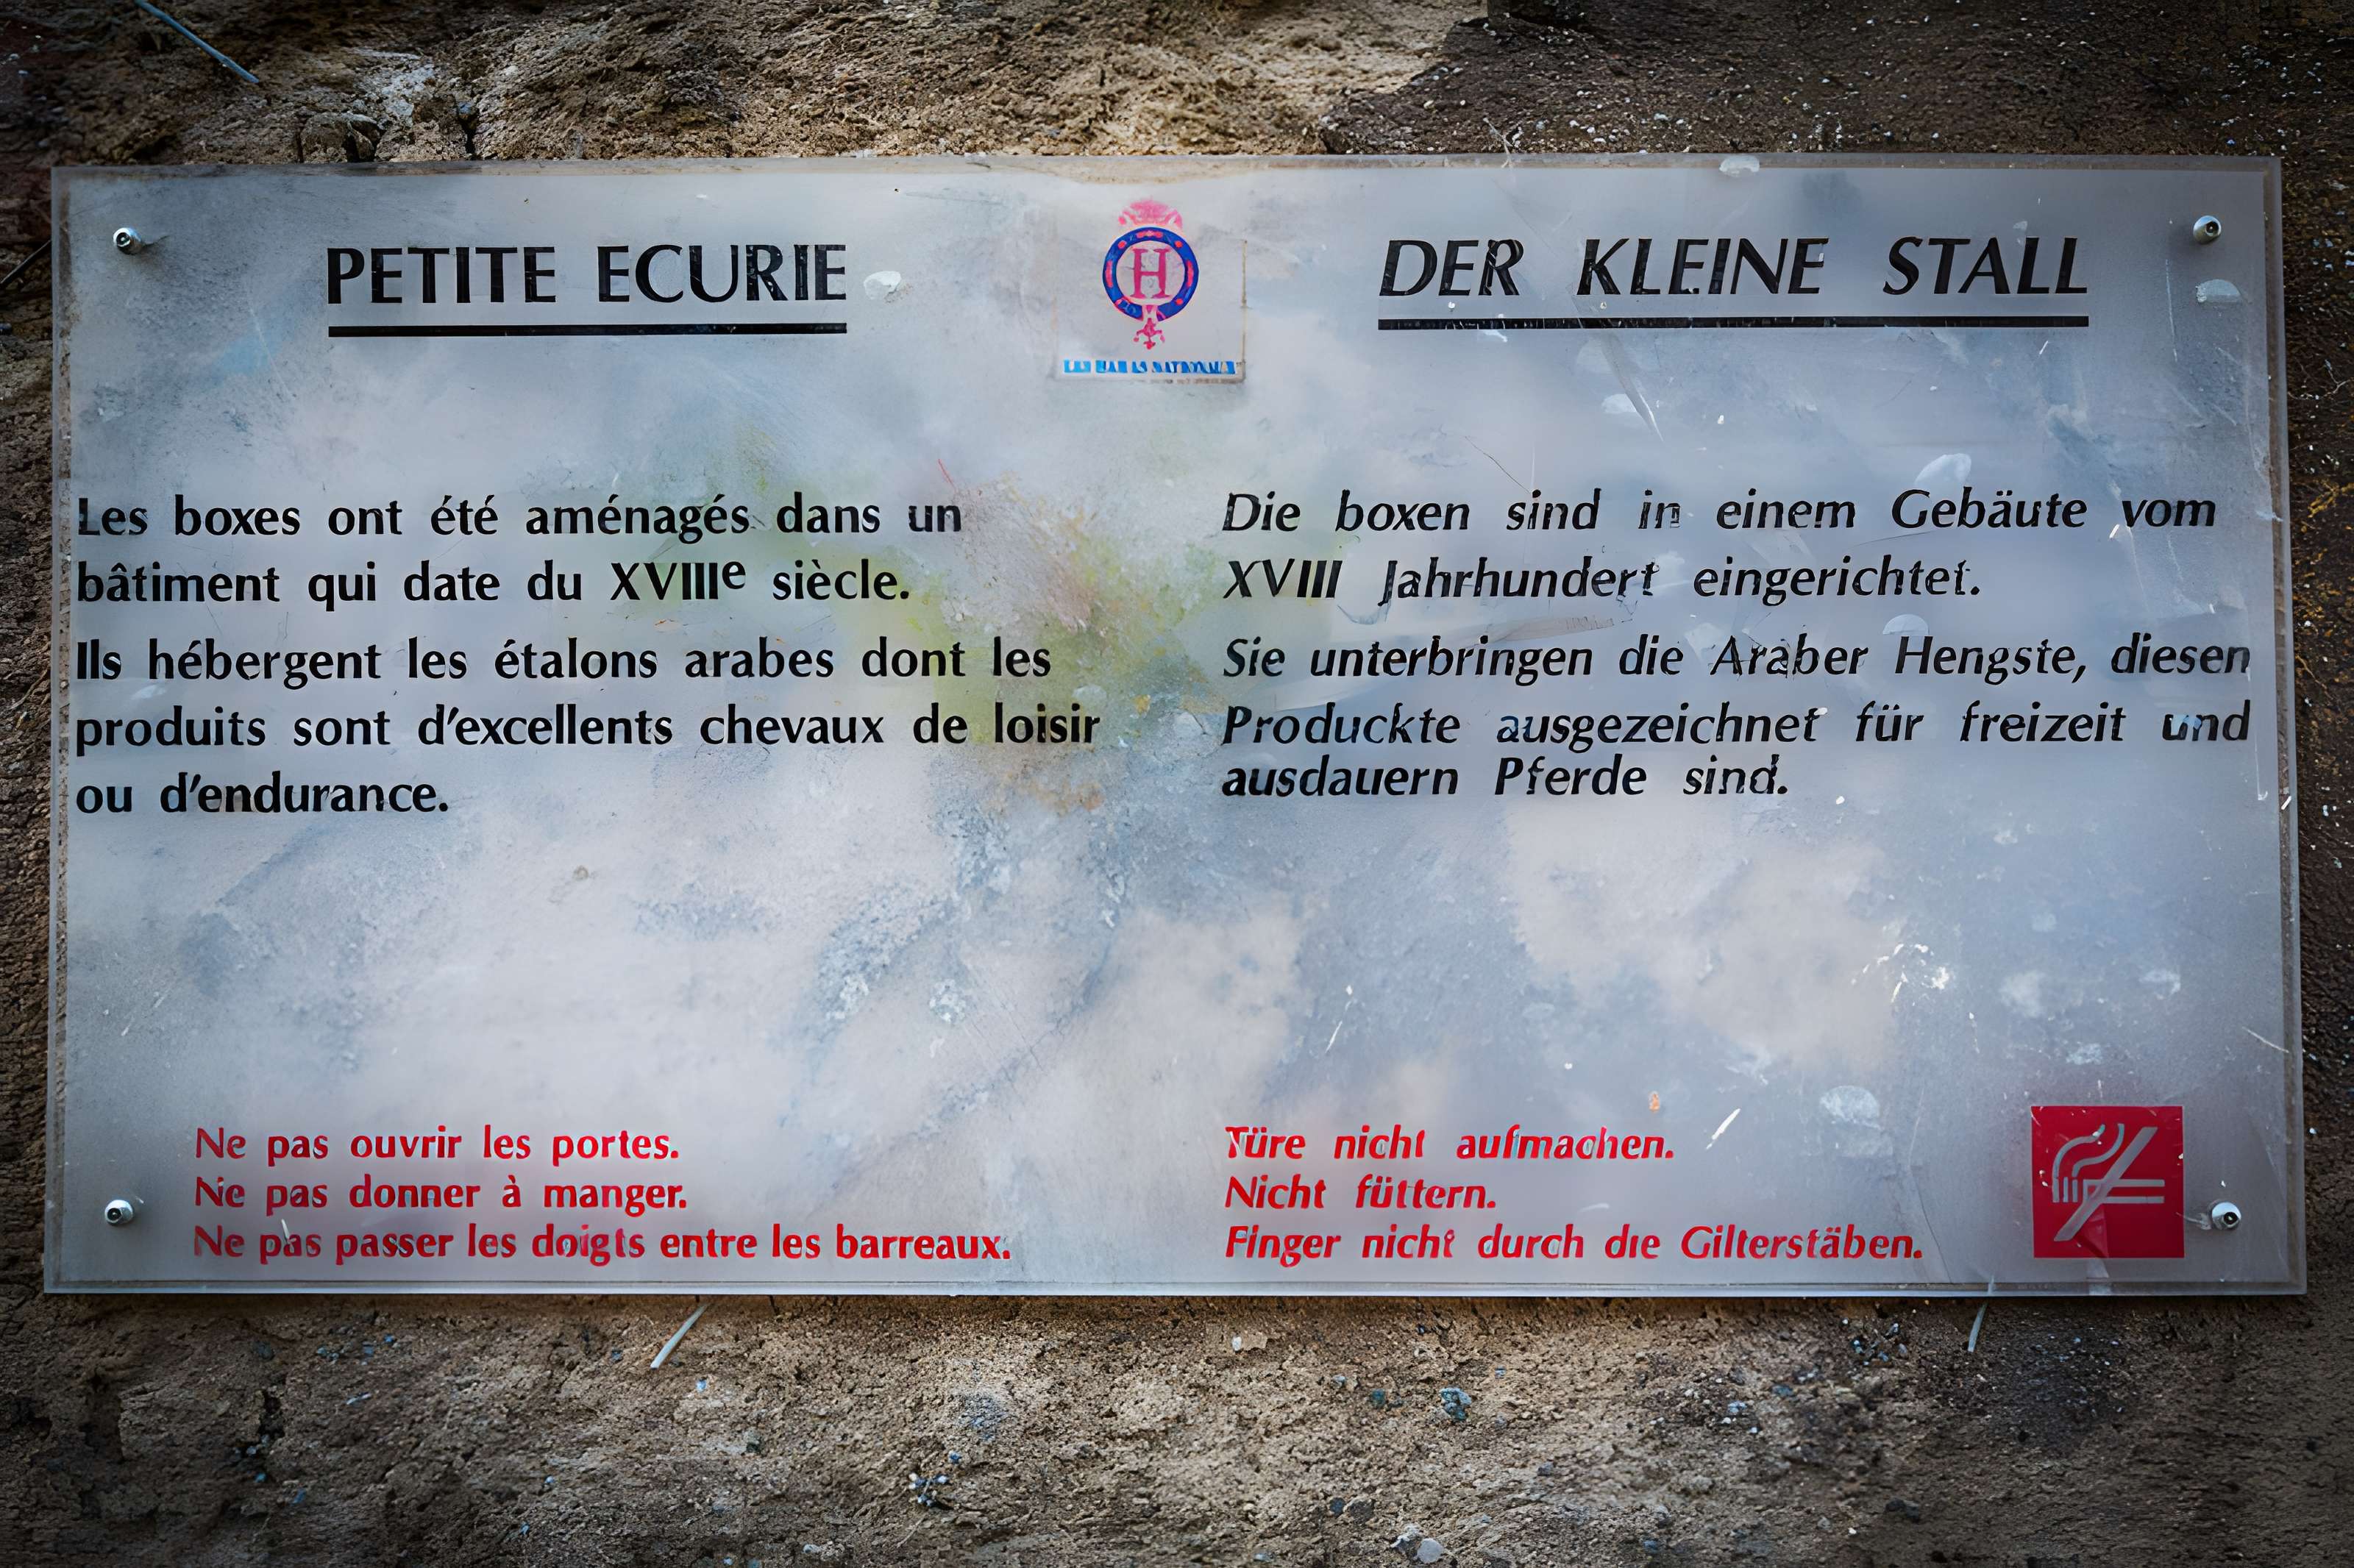 PETITE ECURIE
Les boxes ont été aménagés dans un
bâtiment qui date du XVIIIe siècle.
Ils hébergent les étalons arabes dont les
produits sont d'excellents chevaux de loisir
ou d'endurance.
Ne pas ouvrir les portes.
Ne pas donner à manger.
Ne pas passer les doigts entre les barreaux.
H
LES HARAS NATIONAUX
DER KLEINE STALL
Die boxen sind in einem Gebäute vom
XVIII Jahrhundert eingerichtet.
Sie unterbringen die Araber Hengste, diesen
Produckte ausgezeichnet für freizeit und
ausdauern Pferde sind.
Türe nicht aufmachen.
Nicht füttern.
Finger nicht durch die Gitterstäben.